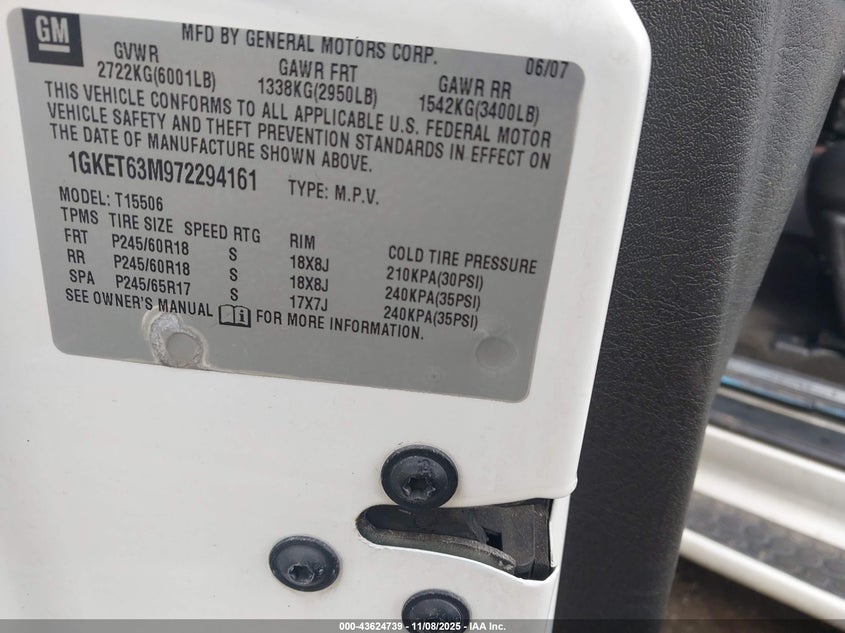 GM
MFD BY GENERAL MOTORS CORP.
06/07
GVWR GAWR FRT GAWR RR
2722KG(6001LB) 1338KG(2950LB) 1542KG(3400LB)
THIS VEHICLE CONFORMS TO ALL APPLICABLE U.S. FEDERAL MOTOR
VEHICLE SAFETY AND THEFT PREVENTION STANDARDS IN EFFECT ON
THE DATE OF MANUFACTURE SHOWN ABOVE.
1GKET63M972294161 TYPE: M.P.V.
MODEL: T15506
TPMS TIRE SIZE SPEED RTG RIM COLD TIRE PRESSURE
FRT P245/60R18 S 18X8J 210KPA(30PSI)
RR P245/60R18 S 18X8J 240KPA(35PSI)
SPA P245/65R17 S 17X7J 240KPA(35PSI)
SEE OWNER'S MANUAL FOR MORE INFORMATION.
000-43624739 - 11/08/2025 - IAA Inc.